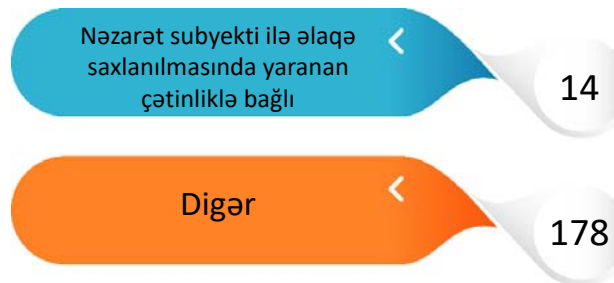 Nəzarət subyekti ilə əlaqə
saxlanılmasında yaranan
çətinliklə bağlı
14
Digər
178